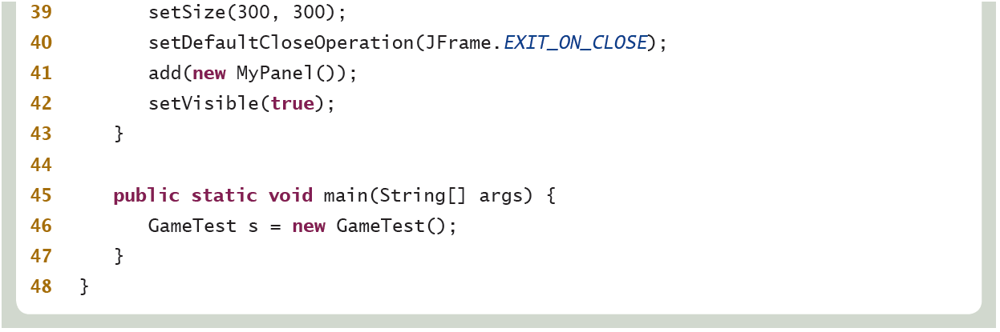 39 setSize(300, 300);
40 setDefaultCloseOperation(JFrame.EXIT_ON_CLOSE);
41 add(new MyPanel());
42 setVisible(true);
43 }
44
45 public static void main(String[] args) {
46 GameTest s = new GameTest();
47 }
48 }